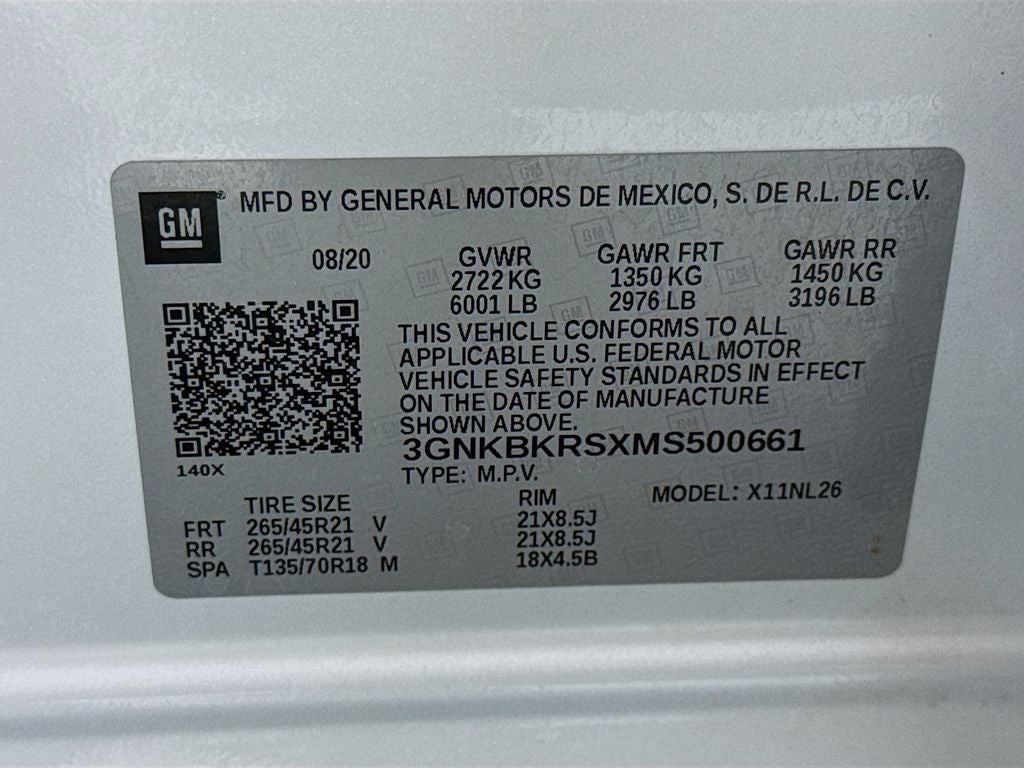 GM® MFD BY GENERAL MOTORS DE MEXICO, S. DE R.L. DE C.V.
08/20 GVWR GAWR FRT GAWR RR
2722 KG 1350 KG 1450 KG
6001 LB 2976 LB 3196 LB
THIS VEHICLE CONFORMS TO ALL
APPLICABLE U.S. FEDERAL MOTOR
VEHICLE SAFETY STANDARDS IN EFFECT
ON THE DATE OF MANUFACTURE
SHOWN ABOVE.
3GNKBKRSXMS500661
140X
TYPE: M.P.V.
TIRE SIZE RIM MODEL: X11NL26
FRT 265/45R21 V 21X8.5J
RR 265/45R21 V 21X8.5J
SPA T135/70R18 M 18X4.5B